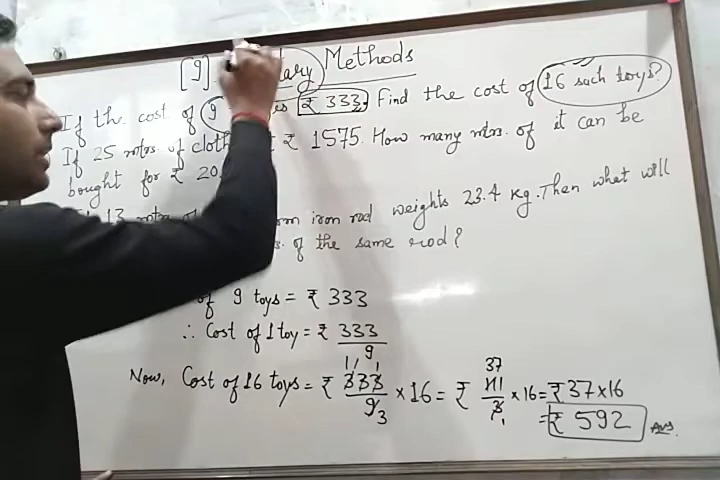 [9] Methods
If the cost of 9 is ₹ 333. Find the cost of 16 such toys?
If 25 mtrs. of cloth ₹ 1575. How many mtrs. of it can be
bought for ₹ 20
13 mtrs of iron rod weights 23.4 kg. Then what will
of the same rod?
of 9 toys = ₹ 333
∴ Cost of 1 toy = ₹ 333/9
Now, Cost of 16 toys = ₹ 333/9 × 16 = ₹ 111/3 × 16 = ₹ 37 × 16
= ₹ 592 Ans.